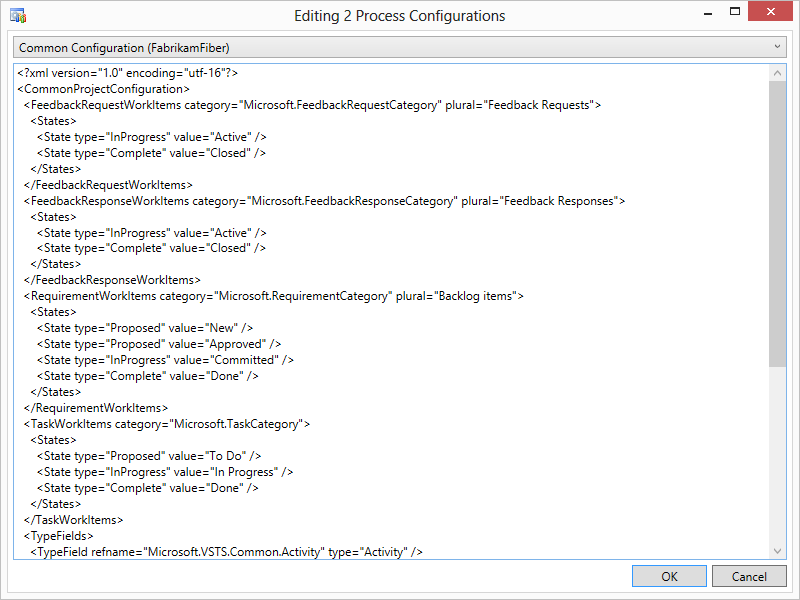 Editing 2 Process Configurations
Common Configuration (FabrikamFiber)
<?xml version="1.0" encoding="utf-16"?>
<CommonProjectConfiguration>
  <FeedbackRequestWorkItems category="Microsoft.FeedbackRequestCategory" plural="Feedback Requests">
    <States>
      <State type="InProgress" value="Active" />
      <State type="Complete" value="Closed" />
    </States>
  </FeedbackRequestWorkItems>
  <FeedbackResponseWorkItems category="Microsoft.FeedbackResponseCategory" plural="Feedback Responses">
    <States>
      <State type="InProgress" value="Active" />
      <State type="Complete" value="Closed" />
    </States>
  </FeedbackResponseWorkItems>
  <RequirementWorkItems category="Microsoft.RequirementCategory" plural="Backlog items">
    <States>
      <State type="Proposed" value="New" />
      <State type="Proposed" value="Approved" />
      <State type="InProgress" value="Committed" />
      <State type="Complete" value="Done" />
    </States>
  </RequirementWorkItems>
  <TaskWorkItems category="Microsoft.TaskCategory">
    <States>
      <State type="Proposed" value="To Do" />
      <State type="InProgress" value="In Progress" />
      <State type="Complete" value="Done" />
    </States>
  </TaskWorkItems>
  <TypeFields>
    <TypeField refname="Microsoft.VSTS.Common.Activity" type="Activity" />
OK
Cancel